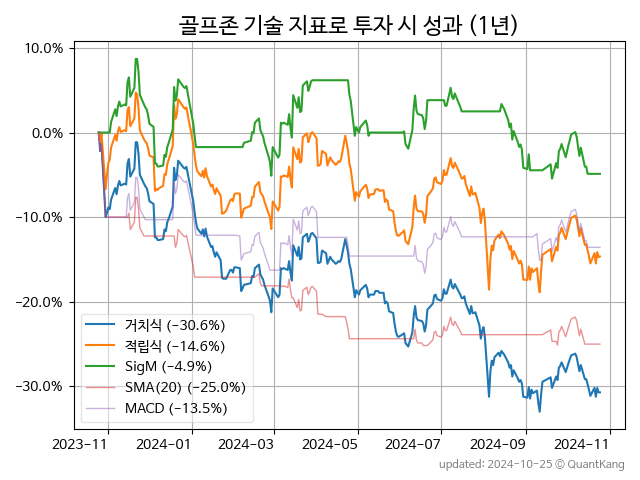 골프존 기술 지표로 투자 시 성과 (1년)
10.0%
0.0%
−10.0%
−20.0%
−30.0%
거치식 (−30.6%)
적립식 (−14.6%)
SigM (−4.9%)
SMA(20) (−25.0%)
MACD (−13.5%)
2023-11 2024-01 2024-03 2024-05 2024-07 2024-09 2024-11
updated: 2024-10-25 © QuantKang